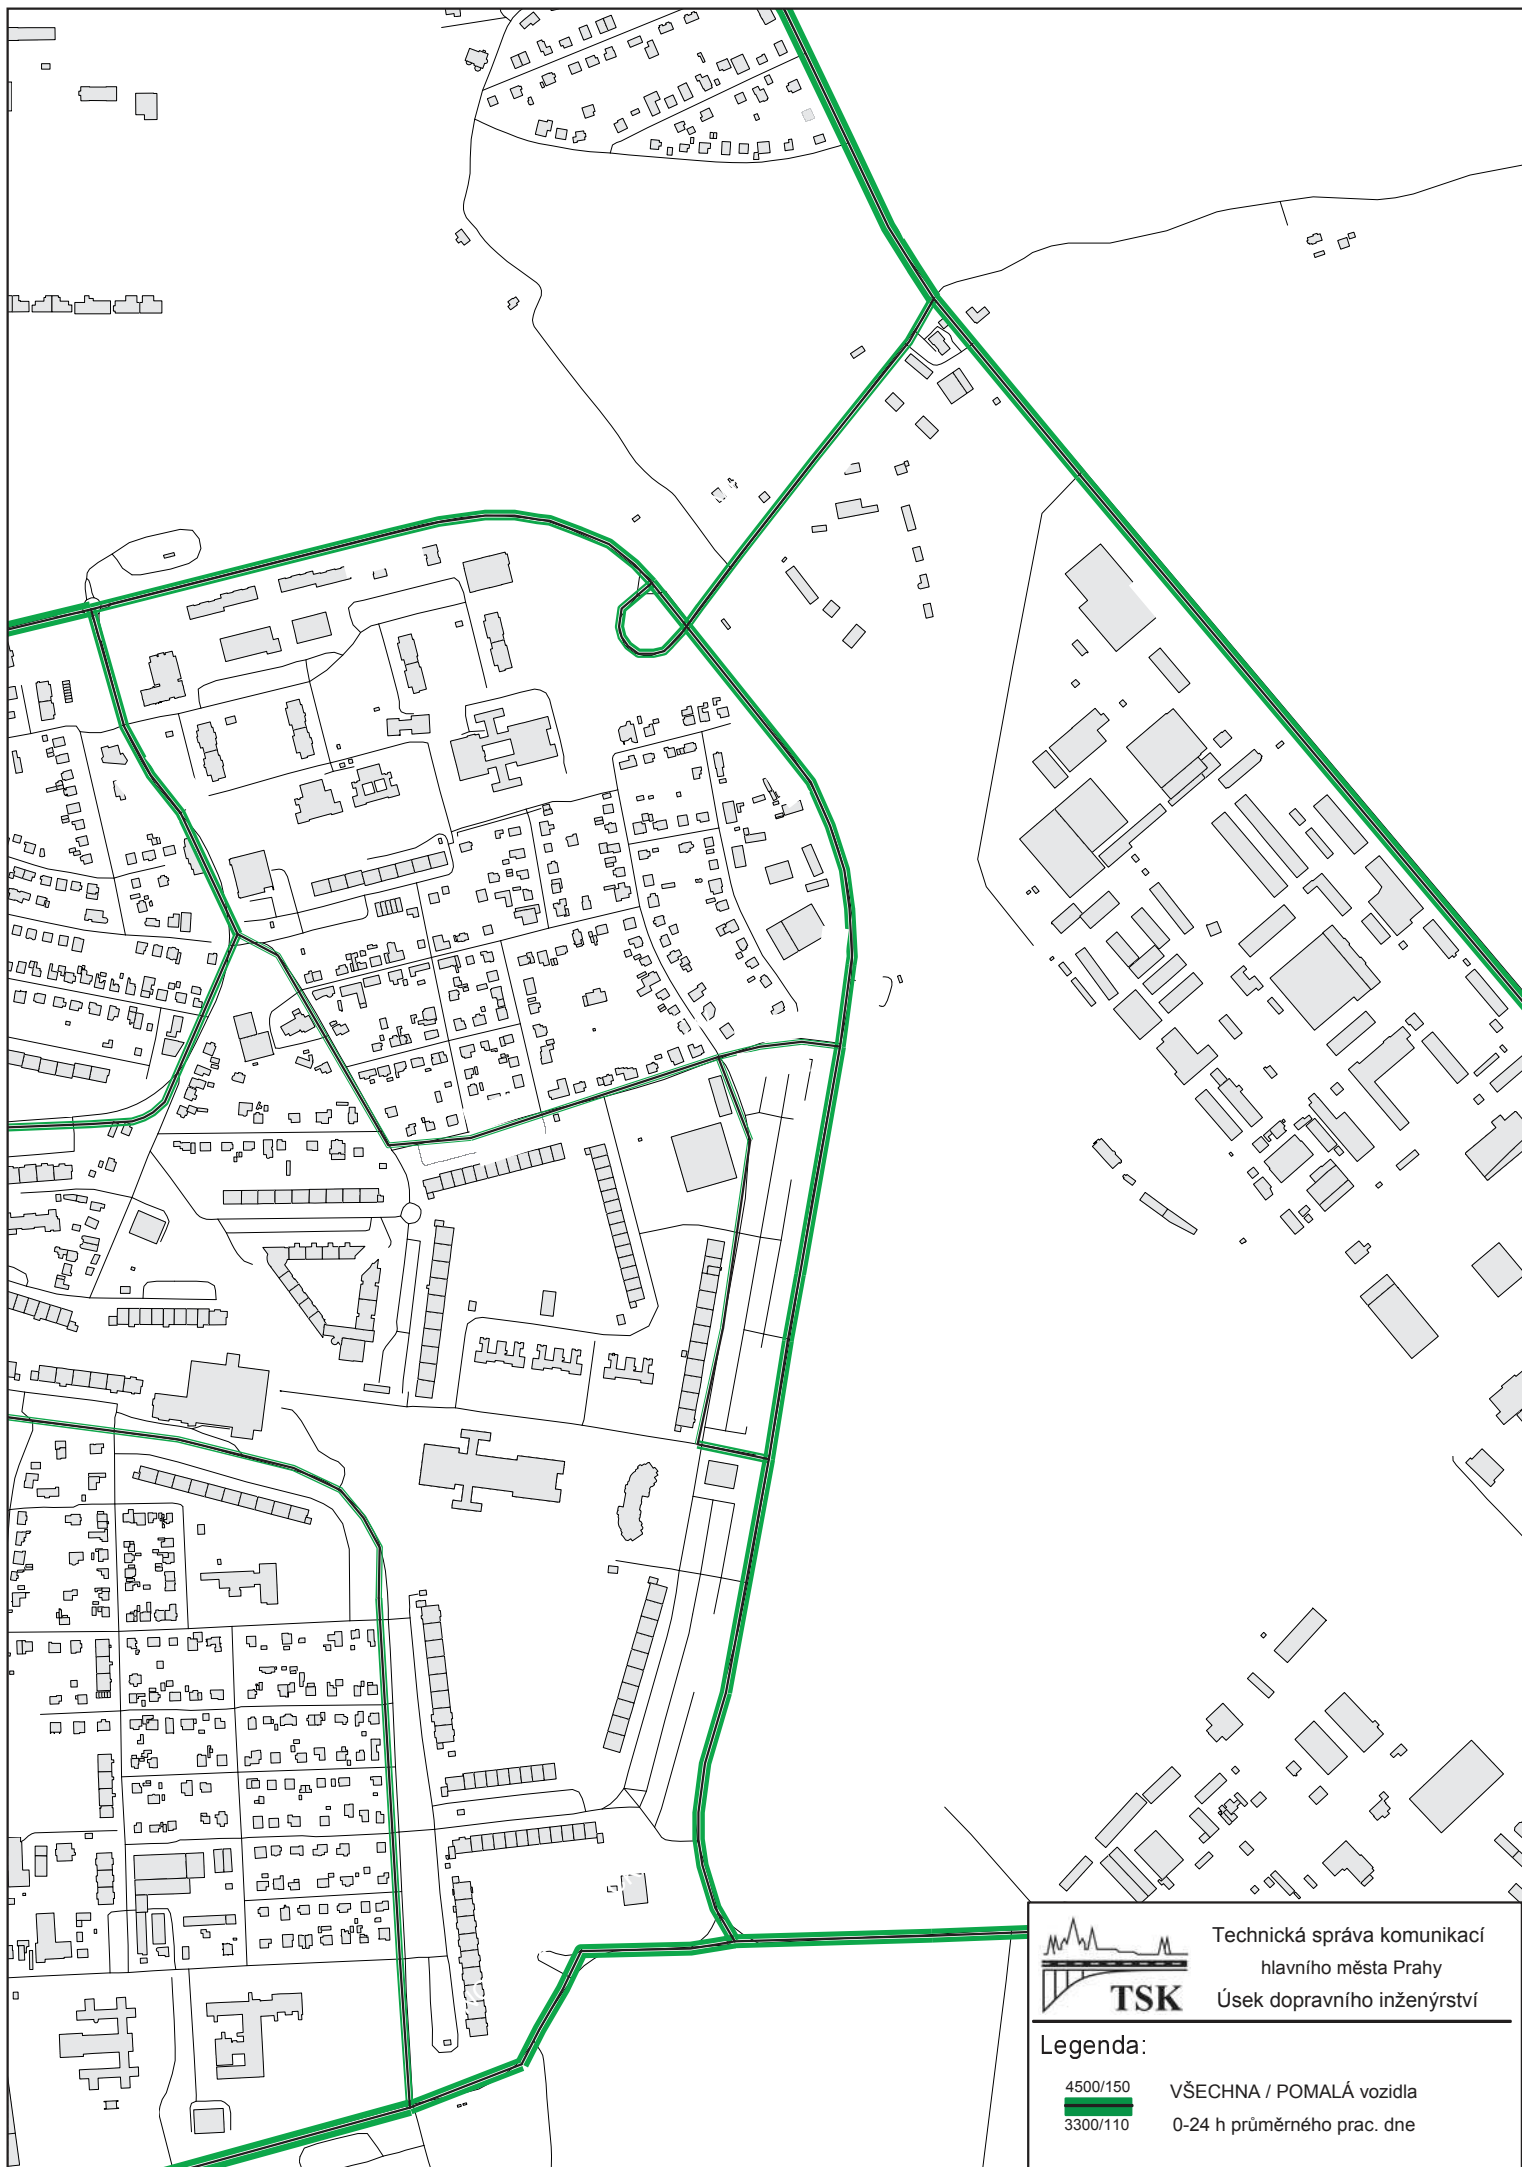 Technická správa komunikací
hlavního města Prahy
Úsek dopravního inženýrství
TSK
Legenda:
4500/150
VŠECHNA / POMALÁ vozidla
3300/110
0-24 h průměrného prac. dne